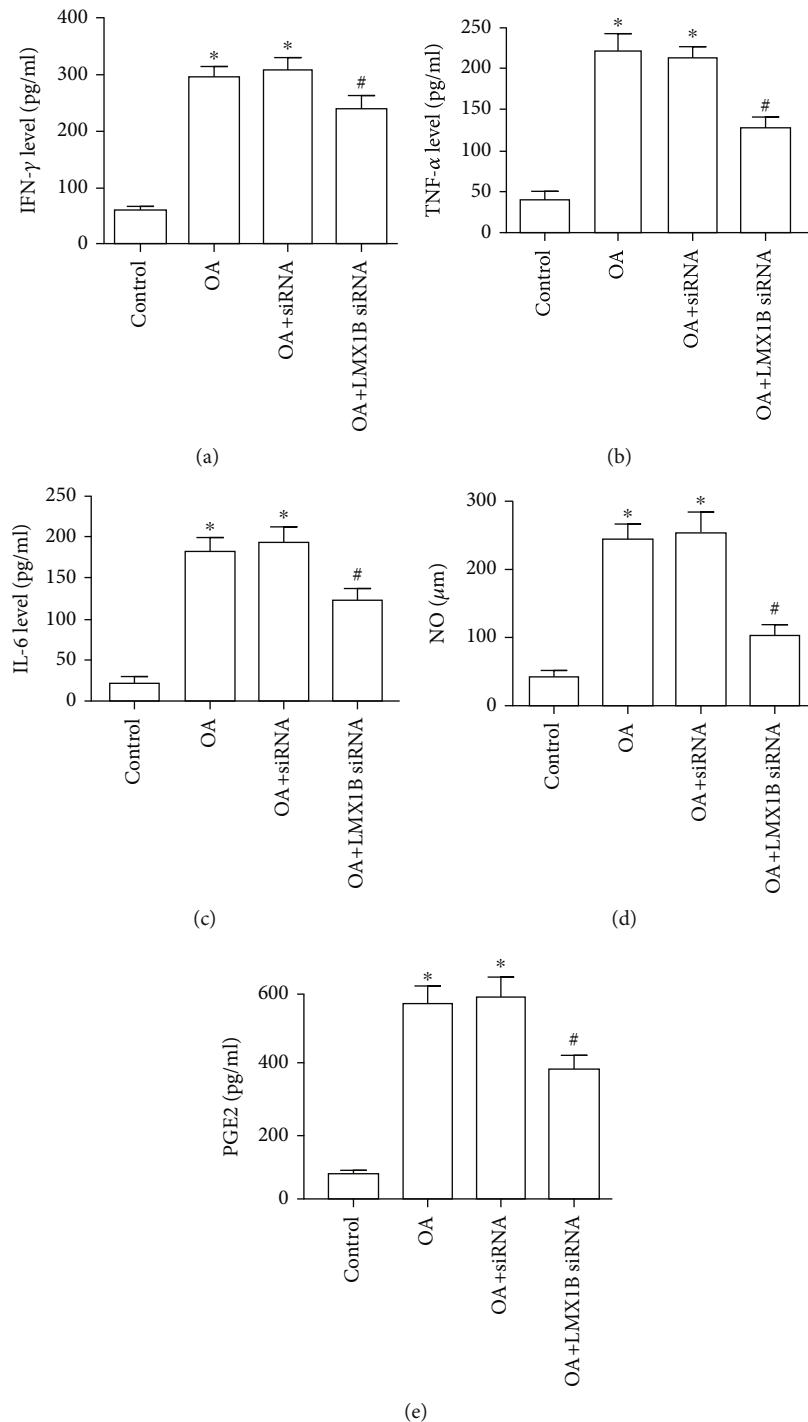 IFN-γ level (pg/ml)
400
300
200
100
0
*
*
#
Control
OA
OA+siRNA
OA+LMX1B siRNA
(a)
TNF-α level (pg/ml)
250
200
150
100
50
0
*
*
#
Control
OA
OA+siRNA
OA+LMX1B siRNA
(b)
IL-6 level (pg/ml)
250
200
150
100
50
0
*
*
#
Control
OA
OA+siRNA
OA+LMX1B siRNA
(c)
NO (μm)
300
200
100
0
*
*
#
Control
OA
OA+siRNA
OA+LMX1B siRNA
(d)
PGE2 (pg/ml)
600
400
200
0
*
*
#
Control
OA
OA+siRNA
OA+LMX1B siRNA
(e)